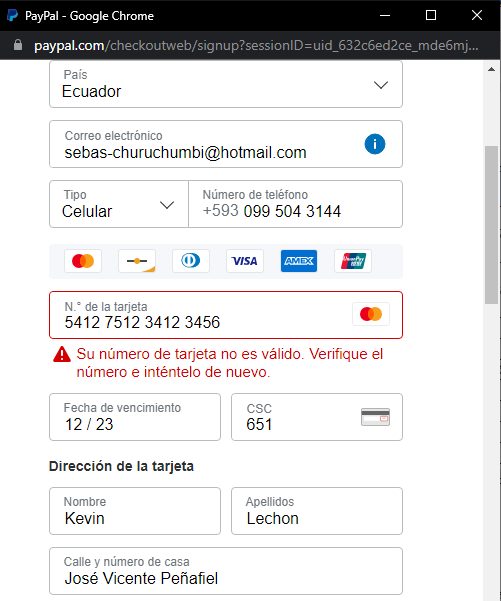 PayPal - Google Chrome
paypal.com/checkoutweb/signup?sessionID=uid_632c6ed2ce_mde6mj...
País
Ecuador
Correo electrónico
sebas-churuchumbi@hotmail.com
Tipo
Celular
Número de teléfono
+593 099 504 3144
VISA
AMEX
UnionPay
N.° de la tarjeta
5412 7512 3412 3456
Su número de tarjeta no es válido. Verifique el
número e inténtelo de nuevo.
Fecha de vencimiento
12 / 23
CSC
651
Dirección de la tarjeta
Nombre
Kevin
Apellidos
Lechon
Calle y número de casa
José Vicente Peñafiel